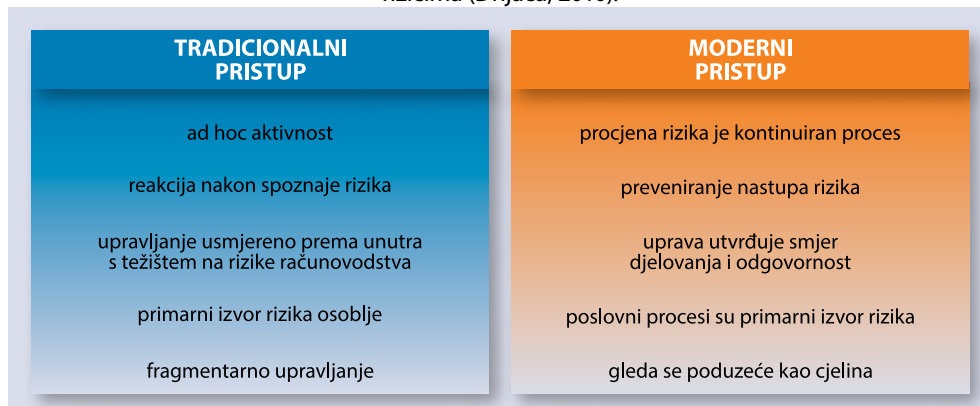 TRADICIONALNI
PRISTUP
ad hoc aktivnost
reakcija nakon spoznaje rizika
upravljanje usmjereno prema unutra
s težištem na rizike računovodstva
primarni izvor rizika osoblje
fragmentarno upravljanje
MODERNI
PRISTUP
procjena rizika je kontinuiran proces
preveniranje nastupa rizika
uprava utvrđuje smjer
djelovanja i odgovornost
poslovni procesi su primarni izvor rizika
gleda se poduzeće kao cjelina